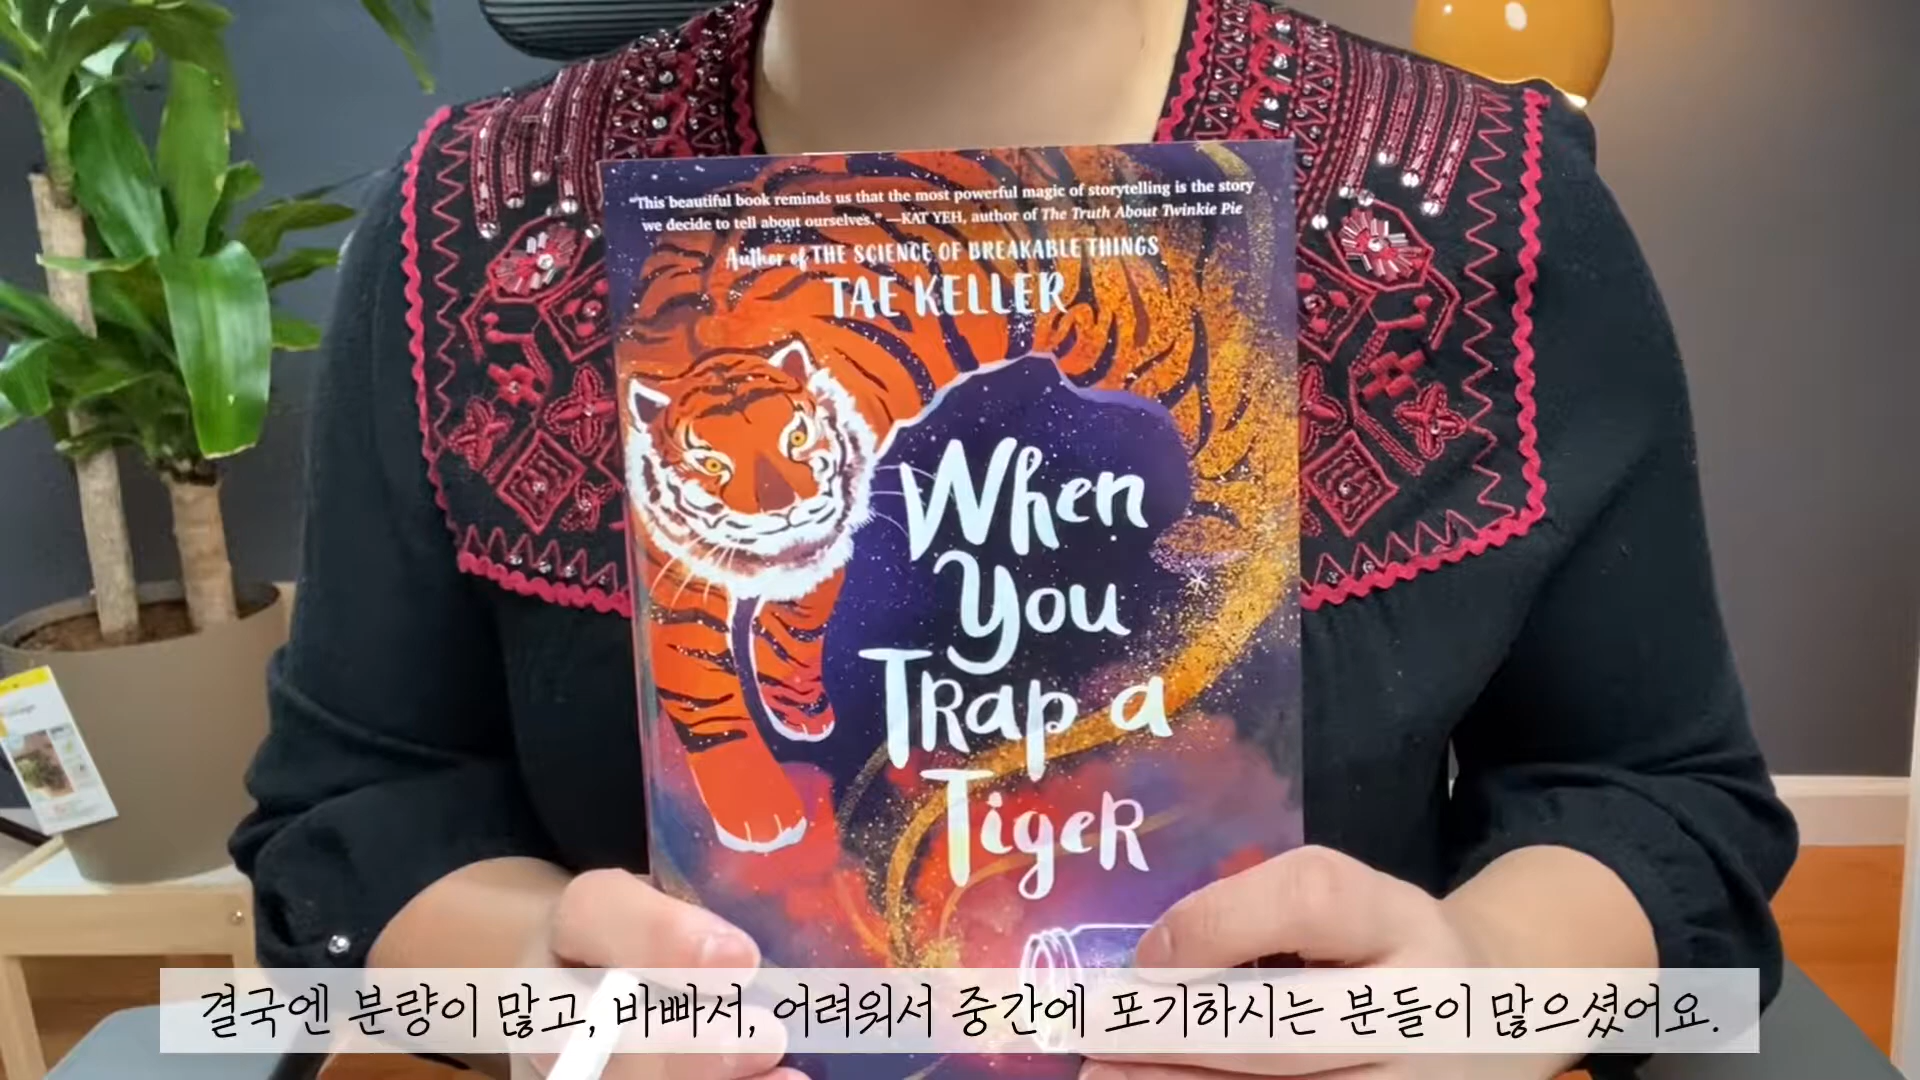 "This beautiful book reminds us that the most powerful magic of storytelling is the story
we decide to tell about ourselves." —KAT YEH, author of The Truth About Twinkie Pie
Author of THE SCIENCE OF BREAKABLE THINGS
TAE KELLER
When
You
Trap a
Tiger
결국엔 분량이 많고, 바빠서, 어려워서 중간에 포기하시는 분들이 많으셨어요.